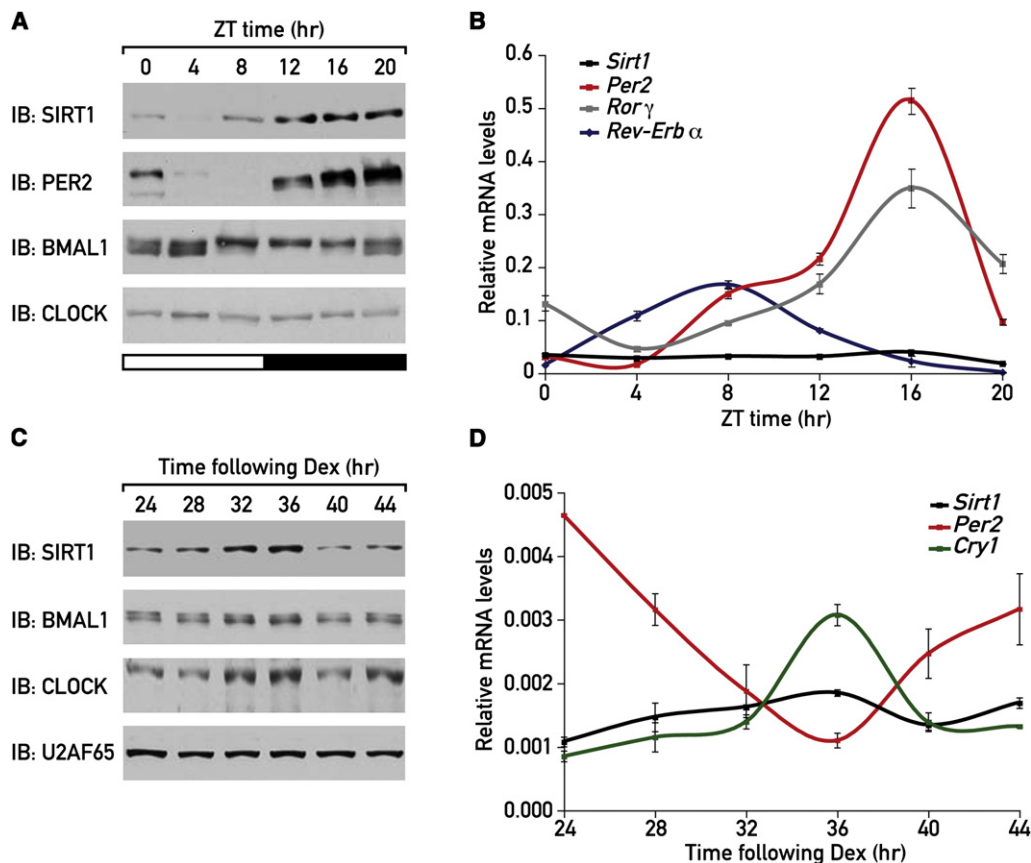 A
ZT time (hr)
0 4 8 12 16 20
IB: SIRT1
IB: PER2
IB: BMAL1
IB: CLOCK
B
Relative mRNA levels
0.6
0.5
0.4
0.3
0.2
0.1
0
Sirt1
Per2
Ror γ
Rev-Erb α
0 4 8 12 16 20
ZT time (hr)
C
Time following Dex (hr)
24 28 32 36 40 44
IB: SIRT1
IB: BMAL1
IB: CLOCK
IB: U2AF65
D
Relative mRNA levels
0.005
0.004
0.003
0.002
0.001
0.000
Sirt1
Per2
Cry1
24 28 32 36 40 44
Time following Dex (hr)